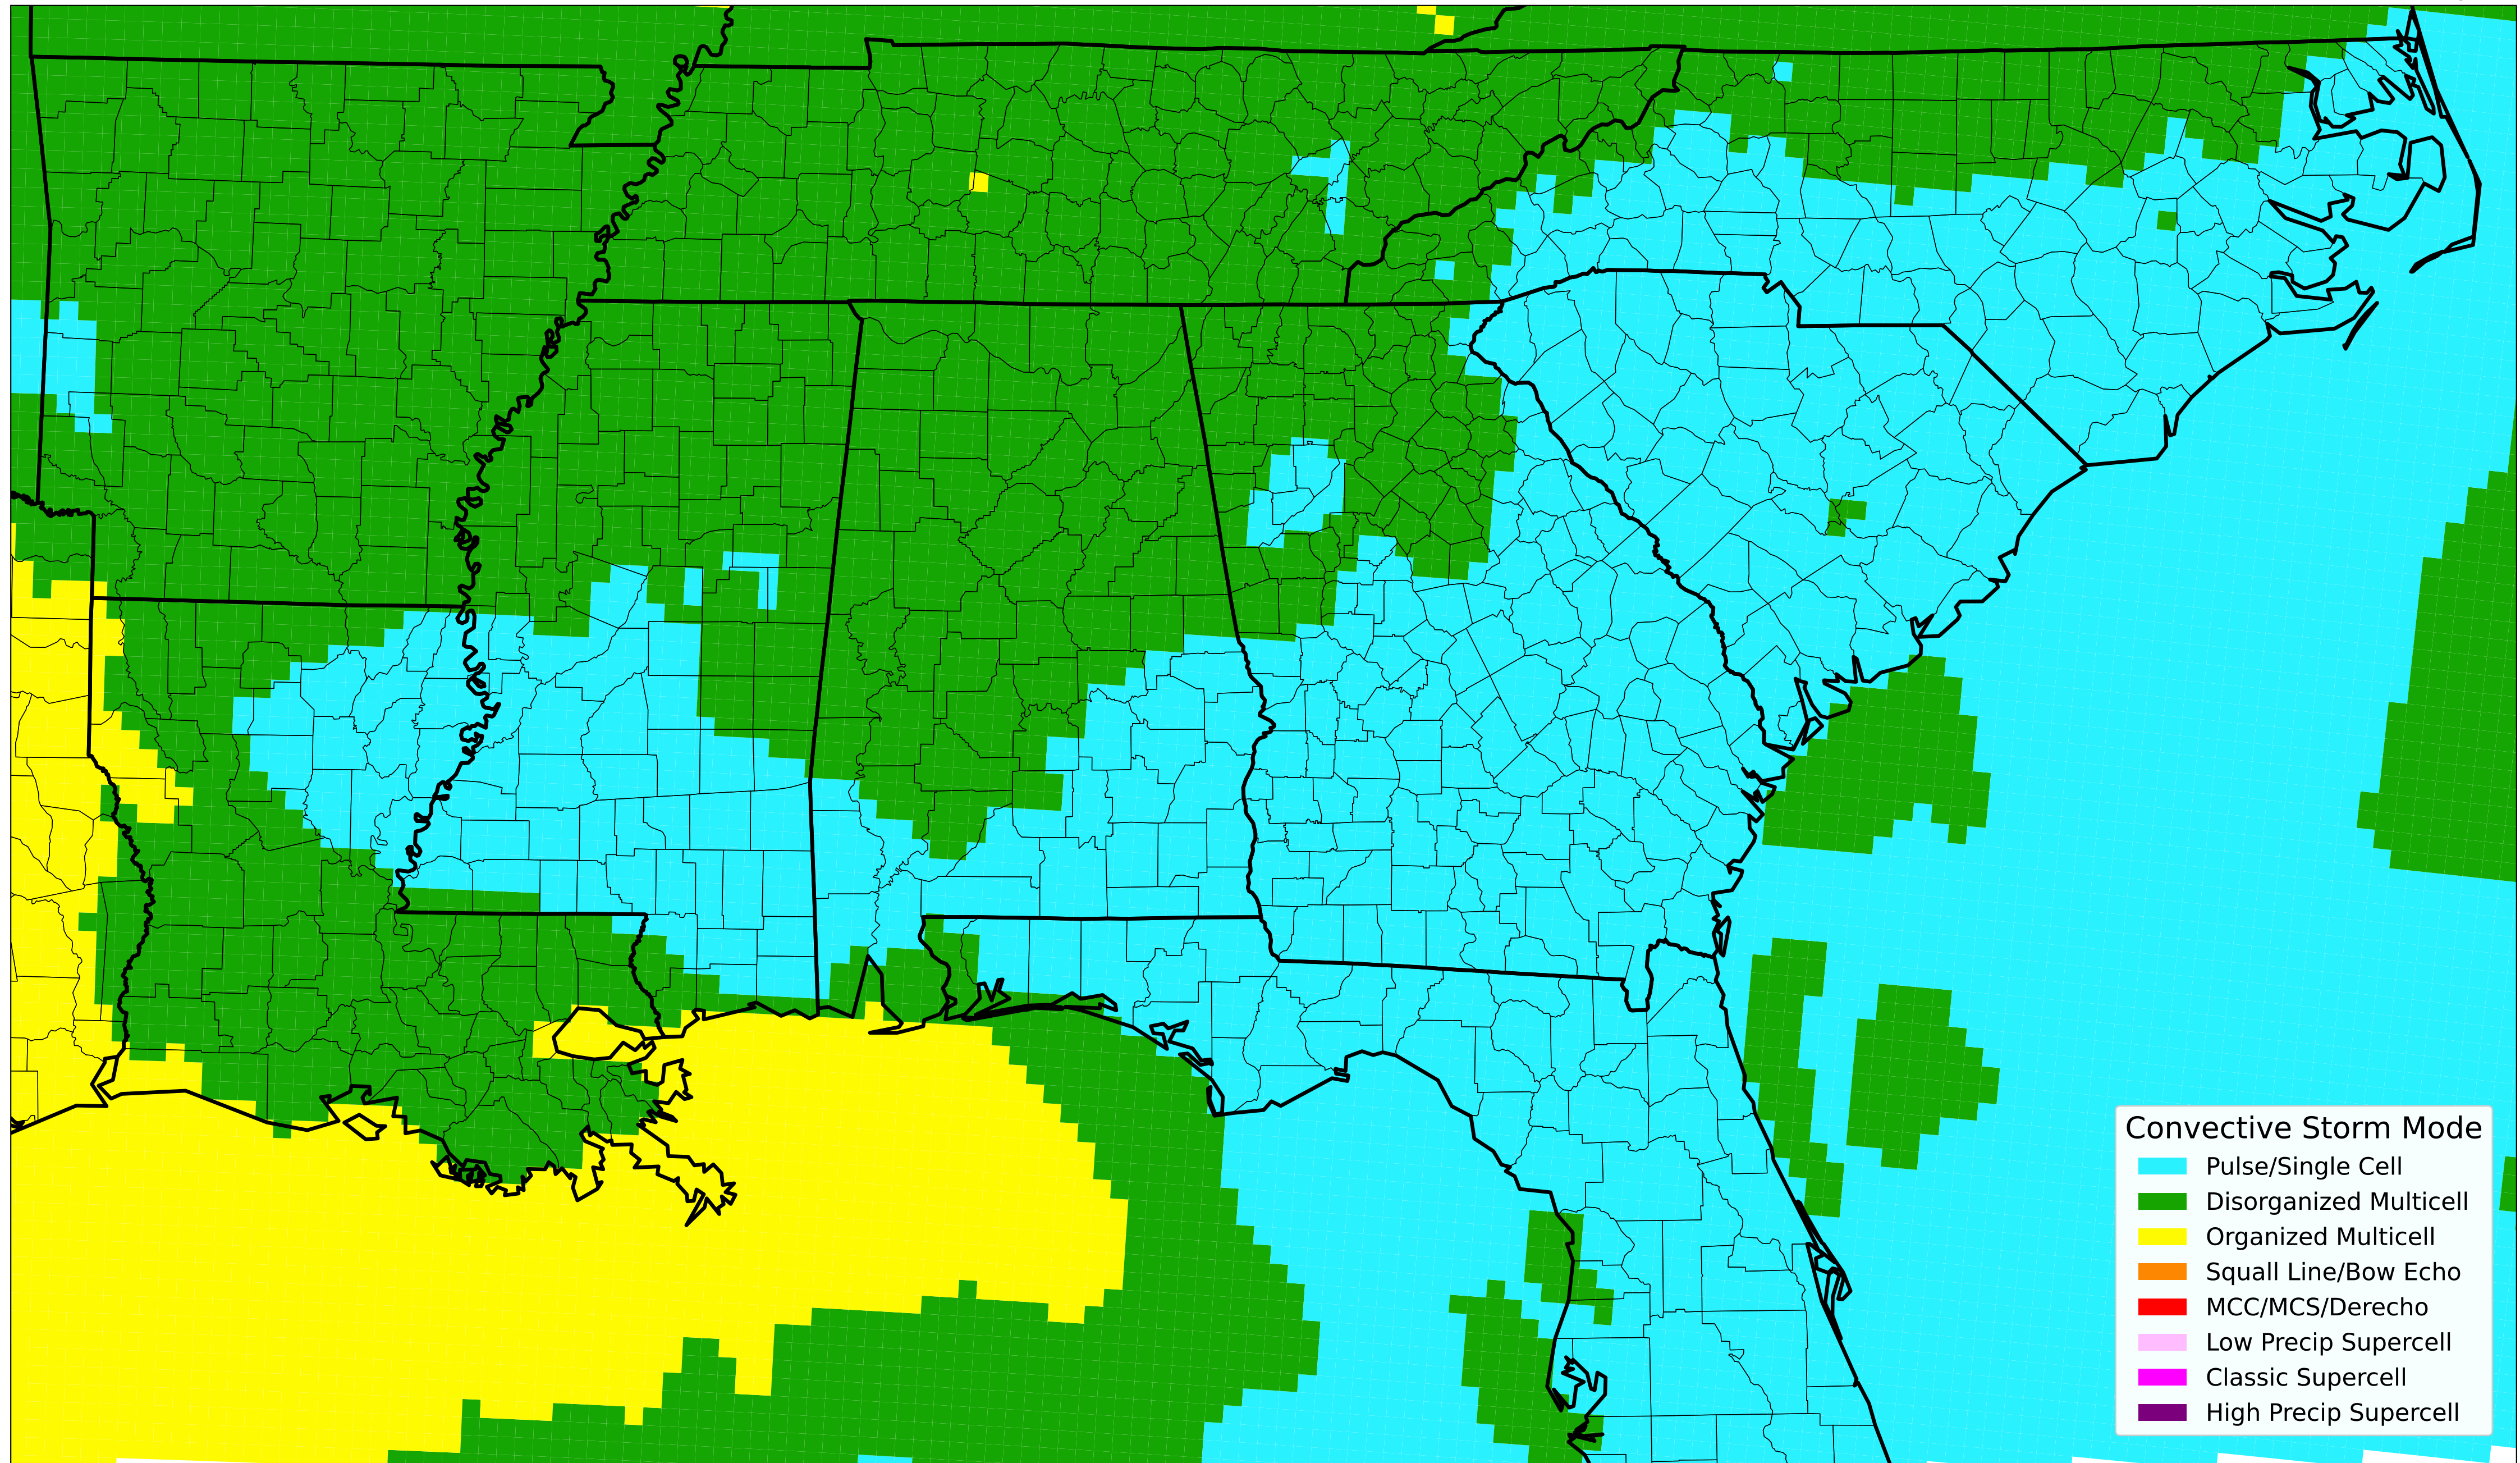 Convective Storm Mode
Pulse/Single Cell
Disorganized Multicell
Organized Multicell
Squall Line/Bow Echo
MCC/MCS/Derecho
Low Precip Supercell
Classic Supercell
High Precip Supercell